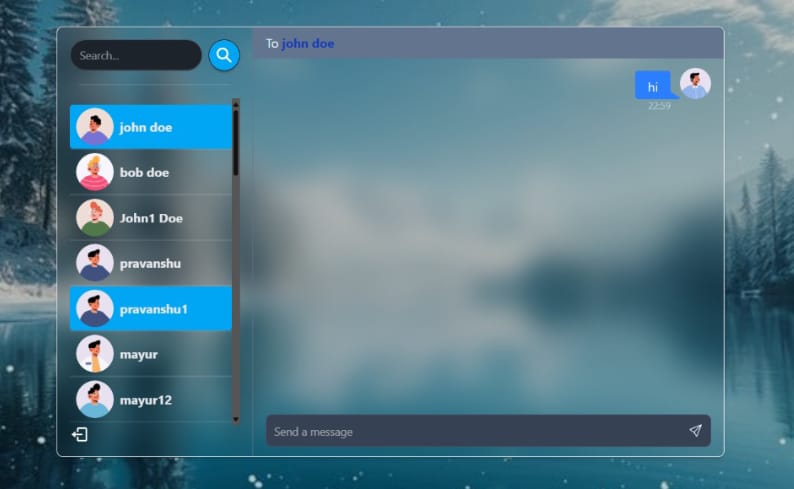 Search...
john doe
bob doe
John1 Doe
pravanshu
pravanshu1
mayur
mayur12
To john doe
hi
22:59
Send a message